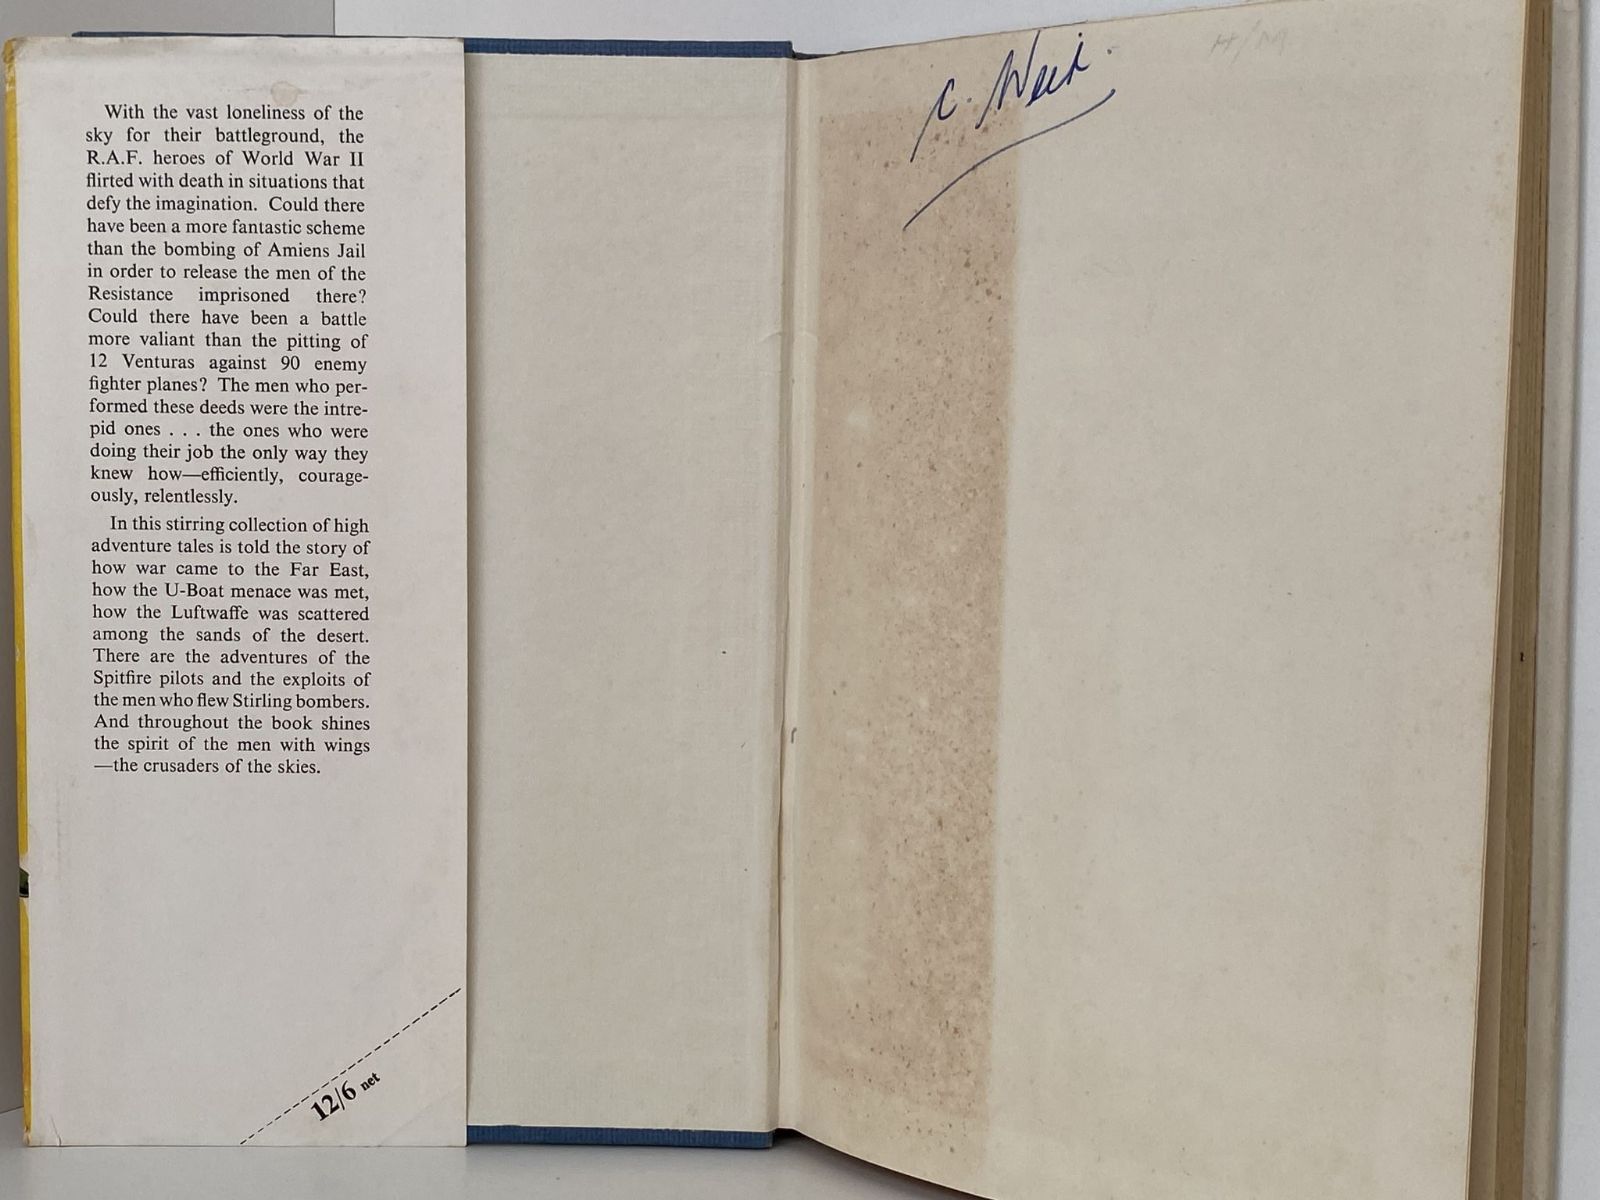 With the vast loneliness of the
sky for their battleground, the
R.A.F. heroes of World War II
flirted with death in situations that
defy the imagination. Could there
have been a more fantastic scheme
than the bombing of Amiens Jail
in order to release the men of the
Resistance imprisoned there?
Could there have been a battle
more valiant than the pitting of
12 Venturas against 90 enemy
fighter planes? The men who per-
formed these deeds were the intre-
pid ones . . . the ones who were
doing their job the only way they
knew how—efficiently, courage-
ously, relentlessly.
In this stirring collection of high
adventure tales is told the story of
how war came to the Far East,
how the U-Boat menace was met,
how the Luftwaffe was scattered
among the sands of the desert.
There are the adventures of the
Spitfire pilots and the exploits of
the men who flew Stirling bombers.
And throughout the book shines
the spirit of the men with wings
—the crusaders of the skies.
12/6 net
C.